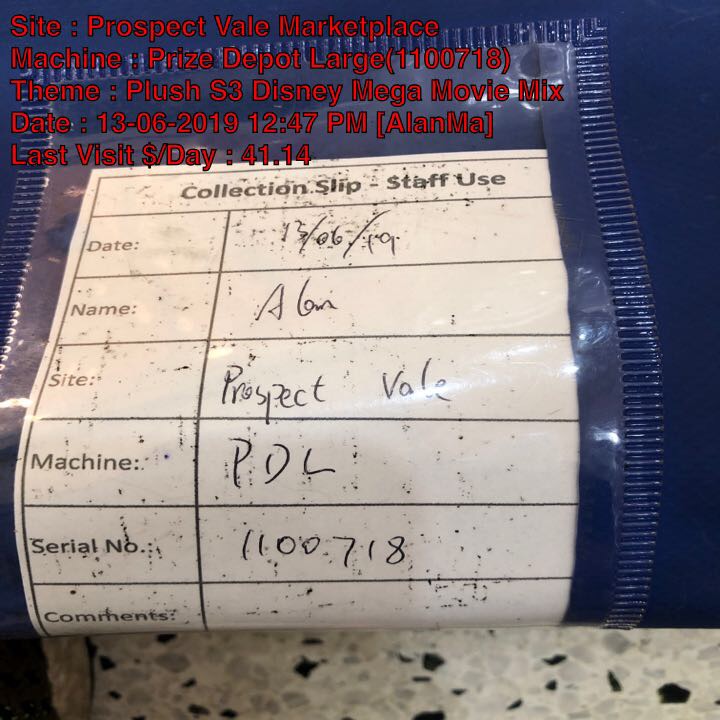 Site : Prospect Vale Marketplace
Machine : Prize Depot Large(1100718)
Theme : Plush S3 Disney Mega Movie Mix
Date : 13-06-2019 12:47 PM [AlanMa]
Last Visit $/Day : 41.14
Collection Slip - Staff Use
Date: 13/06/19
Name: Alan
Site: Prospect Vale
Machine: PDL
Serial No.: 1100718
Comments: